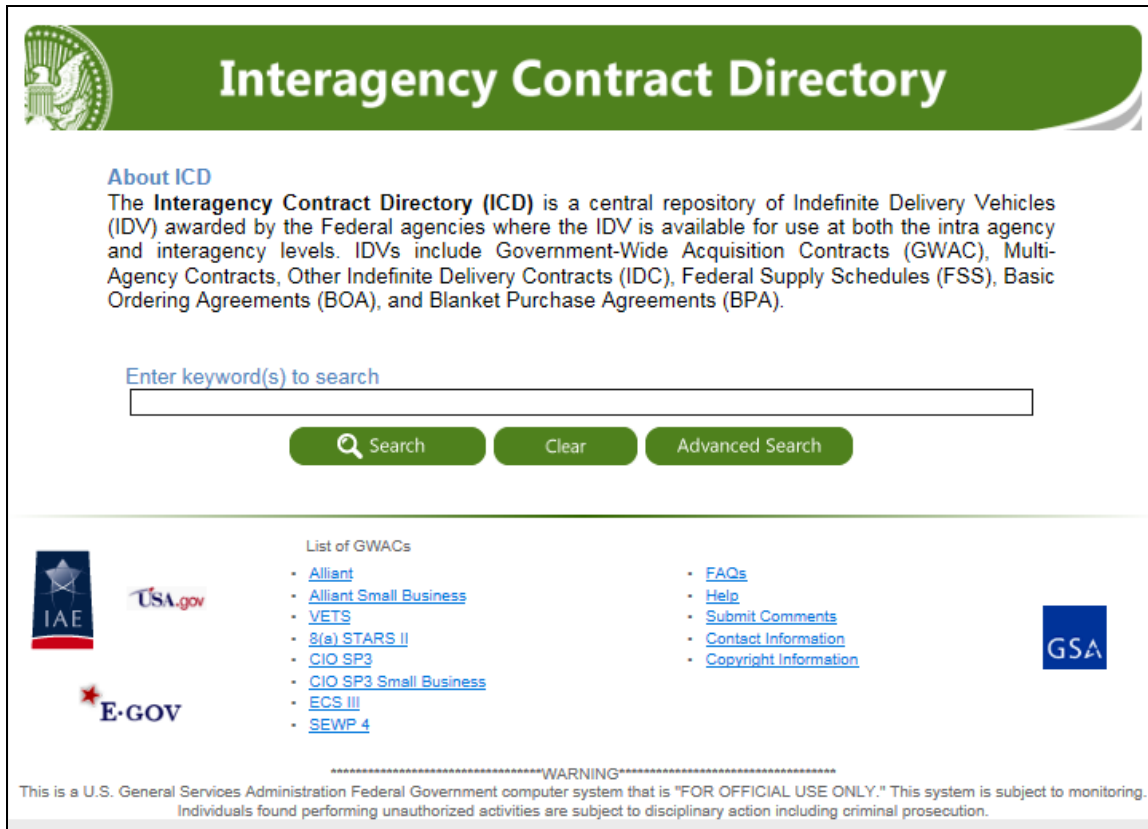 Interagency Contract Directory
About ICD
The Interagency Contract Directory (ICD) is a central repository of Indefinite Delivery Vehicles
(IDV) awarded by the Federal agencies where the IDV is available for use at both the intra agency
and interagency levels. IDVs include Government-Wide Acquisition Contracts (GWAC), Multi-
Agency Contracts, Other Indefinite Delivery Contracts (IDC), Federal Supply Schedules (FSS), Basic
Ordering Agreements (BOA), and Blanket Purchase Agreements (BPA).
Enter keyword(s) to search
Search Clear Advanced Search
IAE
USA.gov
E·GOV
List of GWACs
Alliant
Alliant Small Business
VETS
8(a) STARS II
CIO SP3
CIO SP3 Small Business
ECS III
SEWP 4
FAQs
Help
Submit Comments
Contact Information
Copyright Information
GSA
**********************************WARNING***********************************
This is a U.S. General Services Administration Federal Government computer system that is "FOR OFFICIAL USE ONLY." This system is subject to monitoring.
Individuals found performing unauthorized activities are subject to disciplinary action including criminal prosecution.